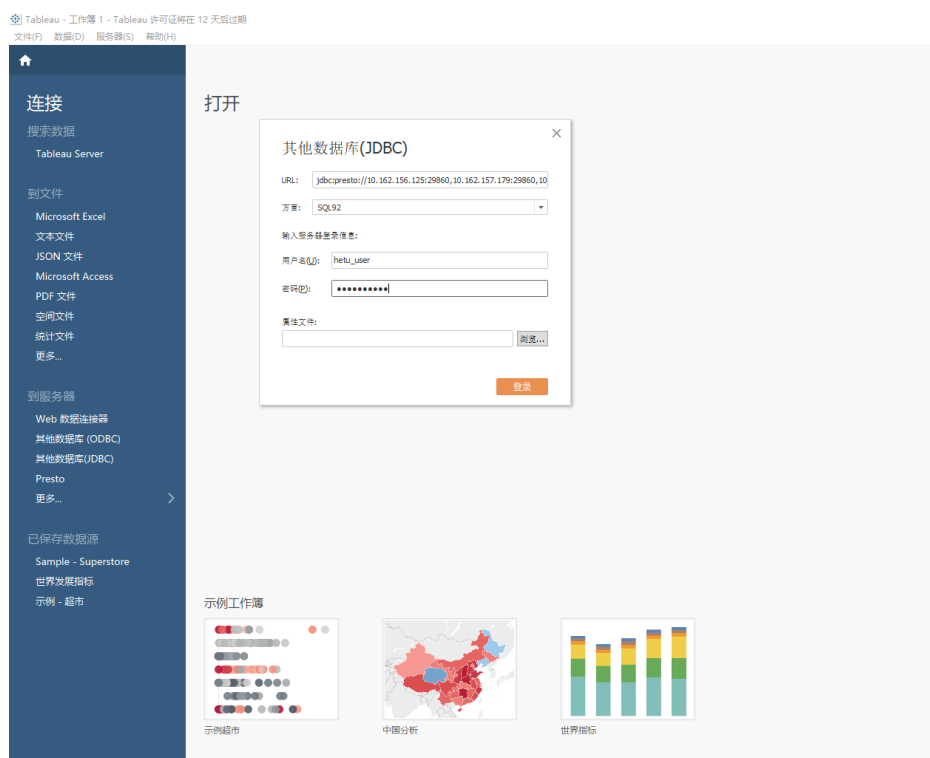 Tableau - 工作簿 1 - Tableau 许可证将在 12 天后过期
文件(F) 数据(D) 服务器(S) 帮助(H)
连接
搜索数据
Tableau Server
到文件
Microsoft Excel
文本文件
JSON 文件
Microsoft Access
PDF 文件
空间文件
统计文件
更多...
到服务器
Web 数据连接器
其他数据库 (ODBC)
其他数据库(JDBC)
Presto
更多...
已保存数据源
Sample - Superstore
世界发展指标
示例 - 超市
打开
其他数据库(JDBC)
URL: jdbc:presto://10.162.156.125:29860,10.162.157.179:29860,10
方言: SQL92
输入服务器登录信息:
用户名(U): hetu_user
密码(P): ••••••••••
属性文件:
浏览...
登录
示例工作簿
示例超市
中国分析
世界指标